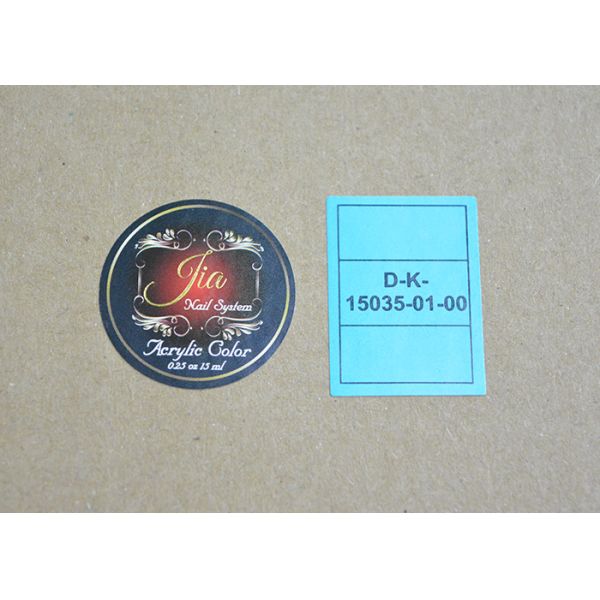 Jia
Nail System
Acrylic Color
0.25 oz 15 ml
D-K-
15035-01-00